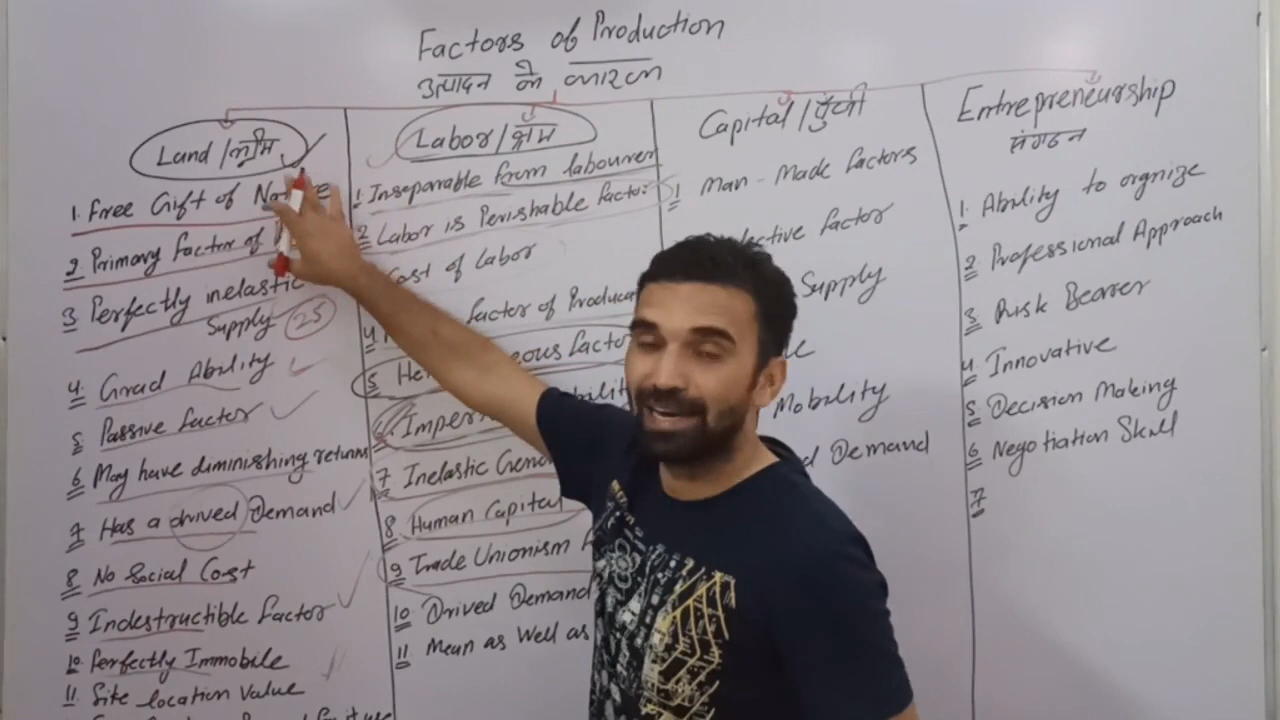 Factors of Production
उत्पादन के कारक
Land/भूमि
1. Free Gift of
2 Primary factor of
3 Perfectly inelastic
Supply 25
4. Grad Ability
5 Passive factor
6 May have diminishing returns
7 Has a drived Demand
8 No Social Cost
9 Indestructible Factor
10. Perfectly Immobile
11. Site location Value
Labor/श्रम
1 Inseparable from labourer
2 Labor is Perishable factor
Cost of Labor
4 factor of
5 factor
6
7 Inelastic
8 Human Capital
9 Trade Unionism
10 Drived Demand
11 Mean as Well as
Capital/पूंजी
1 Man-Made Factors
factor
Supply
Mobility
Demand
Entrepreneurship
संगठन
1. Ability to orgnize
2 Professional Approach
3 Risk Bearer
4 Innovative
5 Decision Making
6 Negotiation Skill
7